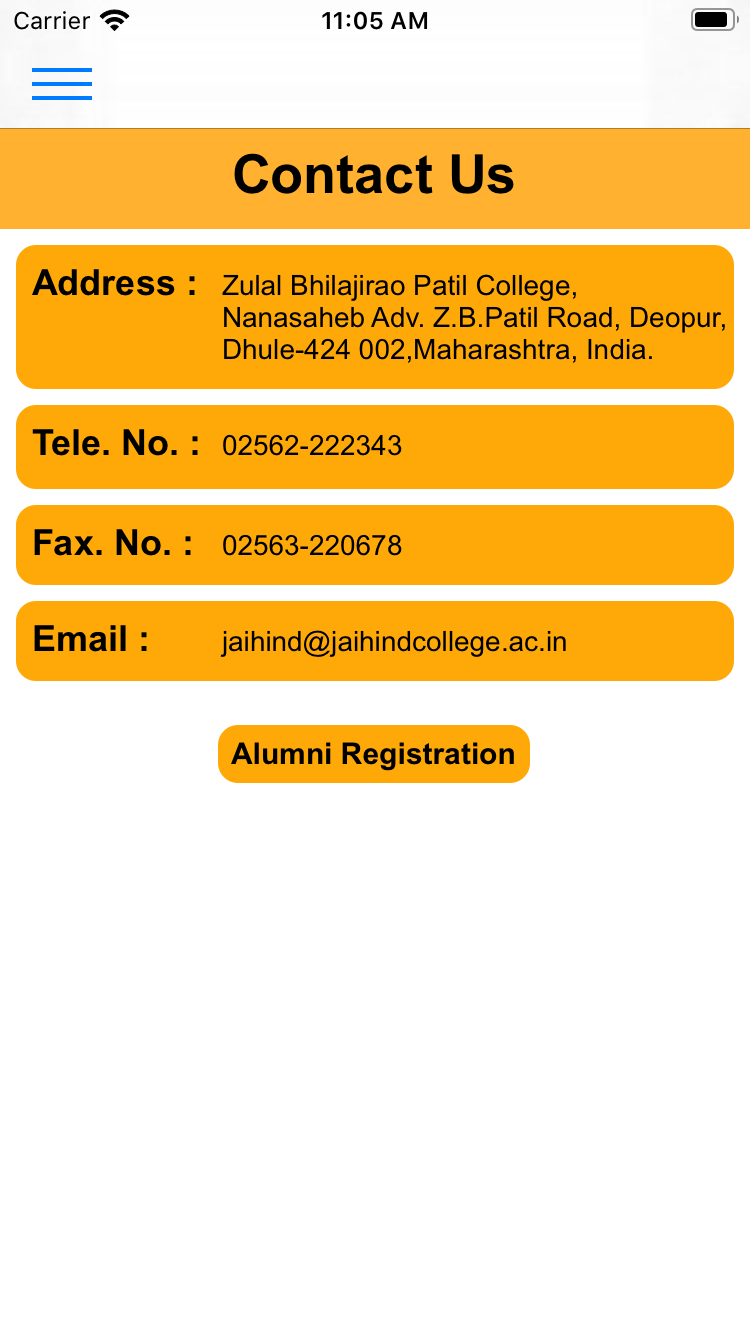 Carrier 11:05 AM
Contact Us
Address : Zulal Bhilajirao Patil College,
Nanasaheb Adv. Z.B.Patil Road, Deopur,
Dhule-424 002,Maharashtra, India.
Tele. No. : 02562-222343
Fax. No. : 02563-220678
Email : jaihind@jaihindcollege.ac.in
Alumni Registration